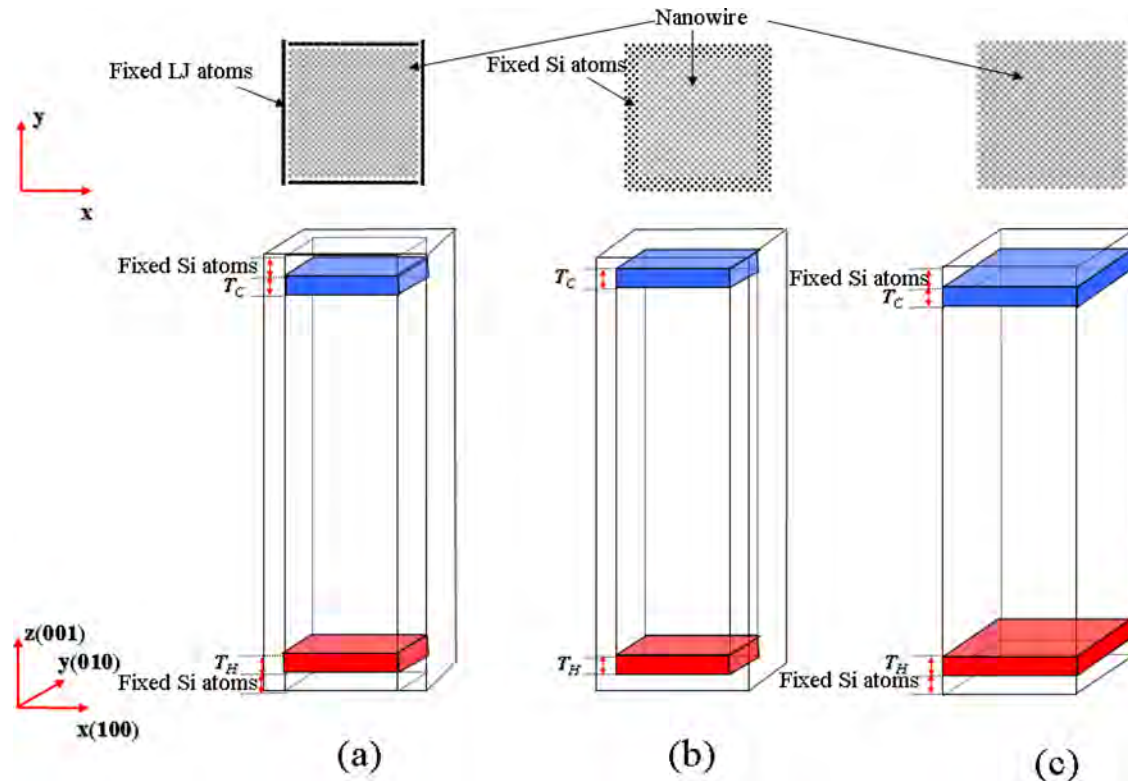 Nanowire
Fixed LJ atoms
Fixed Si atoms
y
x
Fixed Si atoms
T_C
T_C
Fixed Si atoms
T_C
z(001)
y(010)
x(100)
T_H
Fixed Si atoms
T_H
T_H
Fixed Si atoms
(a)
(b)
(c)